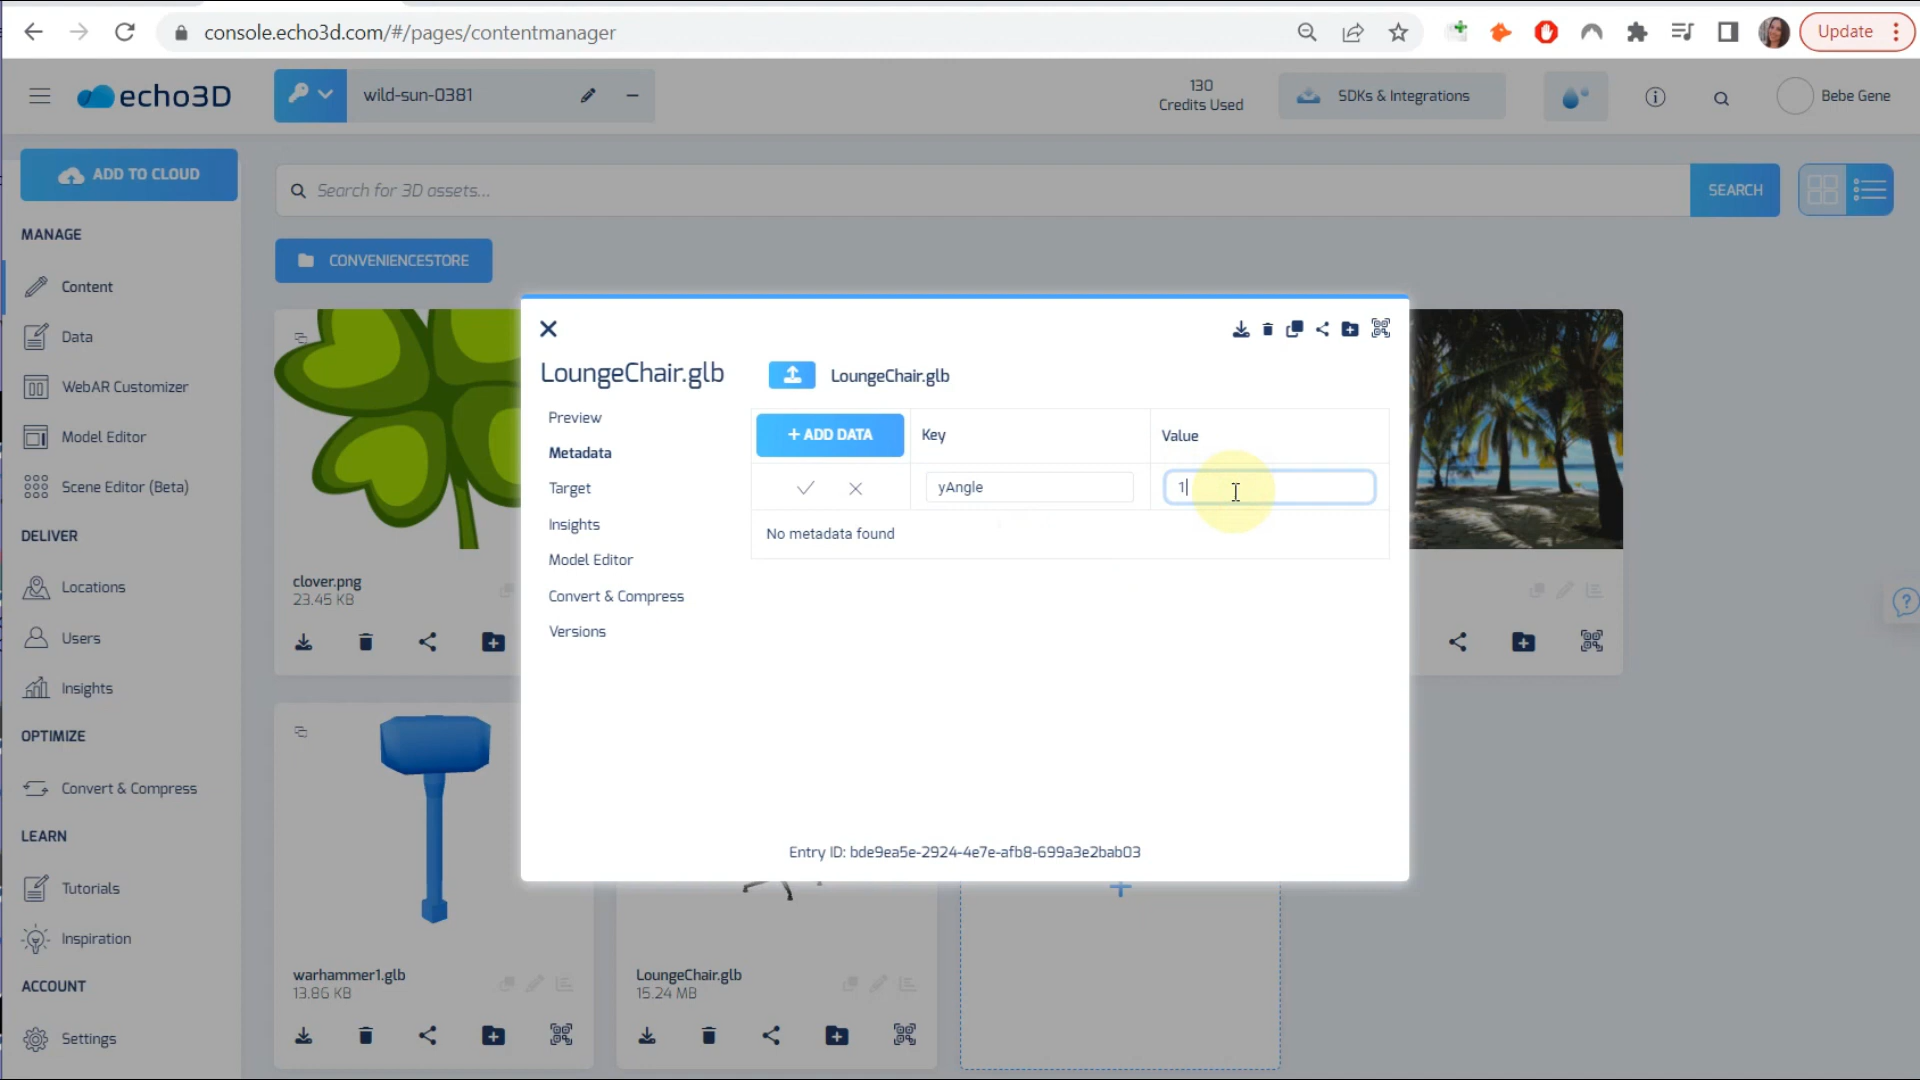 console.echo3d.com/#/pages/contentmanager
Update
echo3D
wild-sun-0381
130
Credits Used
SDKs & Integrations
Bebe Gene
ADD TO CLOUD
Search for 3D assets...
SEARCH
MANAGE
CONVENIENCESTORE
Content
Data
WebAR Customizer
Model Editor
Scene Editor (Beta)
DELIVER
Locations
Users
Insights
OPTIMIZE
Convert & Compress
LEARN
Tutorials
Inspiration
ACCOUNT
Settings
clover.png
23.45 KB
LoungeChair.glb
LoungeChair.glb
Preview
Metadata
Target
Insights
Model Editor
Convert & Compress
Versions
+ ADD DATA
Key
Value
yAngle
1
No metadata found
Entry ID: bde9ea5e-2924-4e7e-afb8-699a3e2bab03
warhammer1.glb
13.86 KB
LoungeChair.glb
15.24 MB